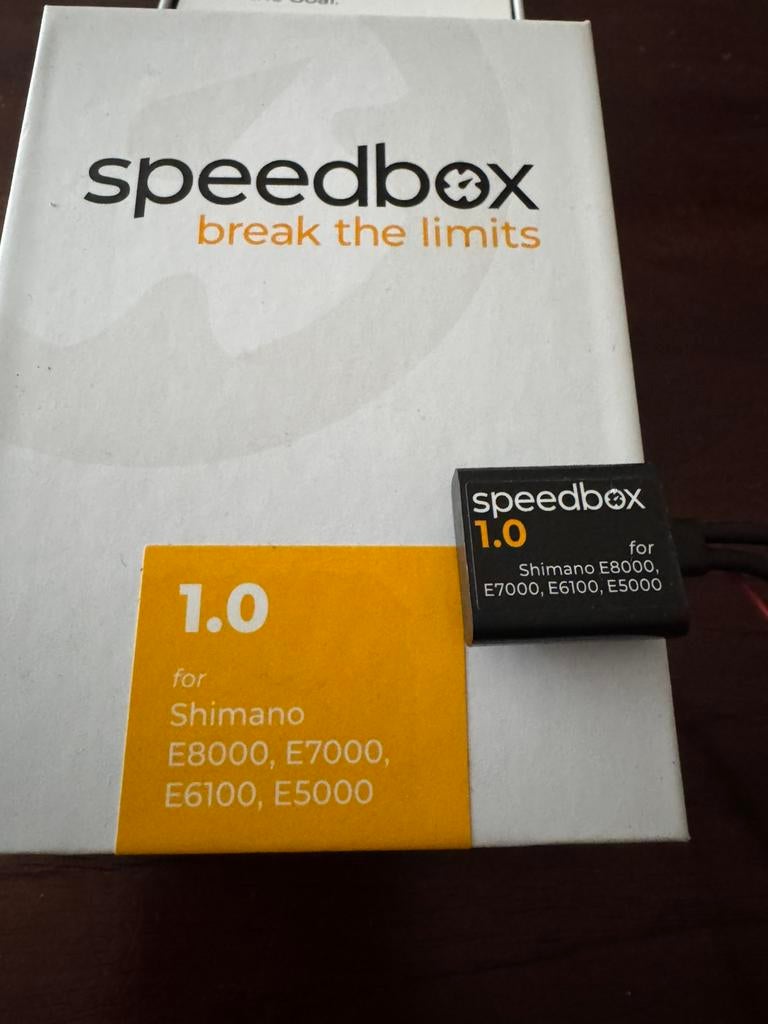 Goal.
speedbox
break the limits
speedbox
1.0
for
Shimano E8000,
E7000, E6100, E5000
1.0
for
Shimano
E8000, E7000,
E6100, E5000